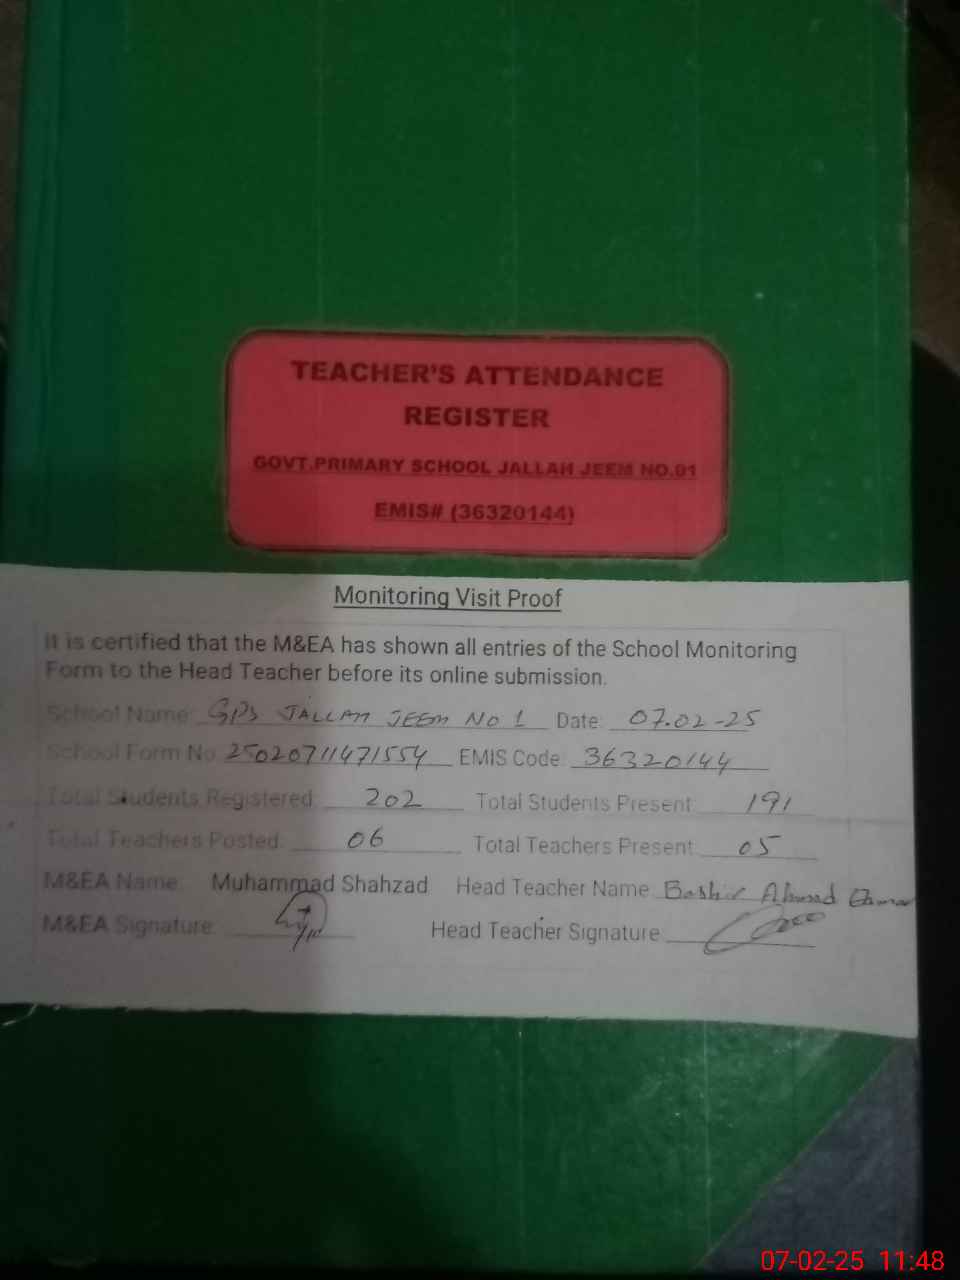 TEACHER'S ATTENDANCE
REGISTER
GOVT.PRIMARY SCHOOL JALLAH JEEM NO.01
EMIS# (36320144)
Monitoring Visit Proof
It is certified that the M&EA has shown all entries of the School Monitoring
Form to the Head Teacher before its online submission.
School Name: GPS JALLAH JEEM NO 1 Date: 07.02-25
School Form No. 25020711471554 EMIS Code: 36320144
Total Students Registered: 202 Total Students Present: 191
Total Teachers Posted: 06 Total Teachers Present: 05
M&EA Name: Muhammad Shahzad Head Teacher Name: Bashir Ahmad
M&EA Signature: Head Teacher Signature
07-02-25 11:48